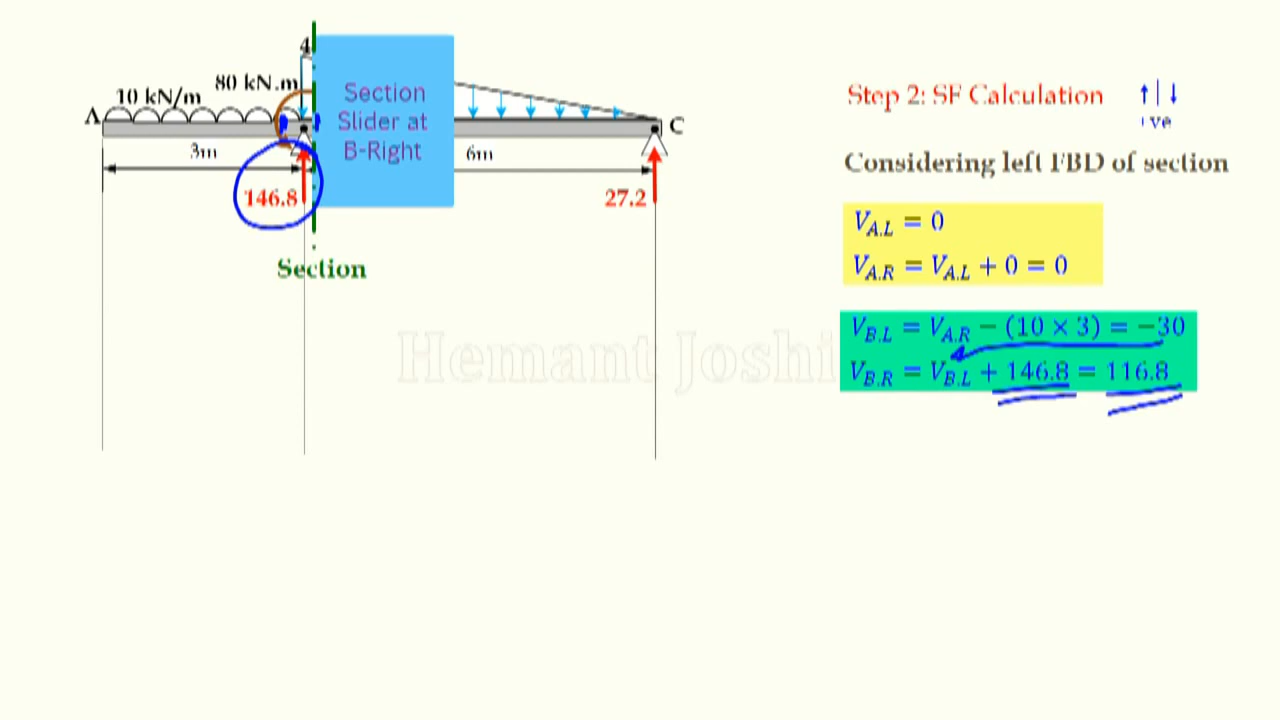 4
80 kN.m
10 kN/m
A
Section
Slider at
B-Right
C
3m
6m
146.8
27.2
Section
Step 2: SF Calculation
+ve
Considering left FBD of section
V_{A.L} = 0
V_{A.R} = V_{A.L} + 0 = 0
V_{B.L} = V_{A.R} − (10 × 3) = −30
V_{B.R} = V_{B.L} + 146.8 = 116.8
Hemant Joshi